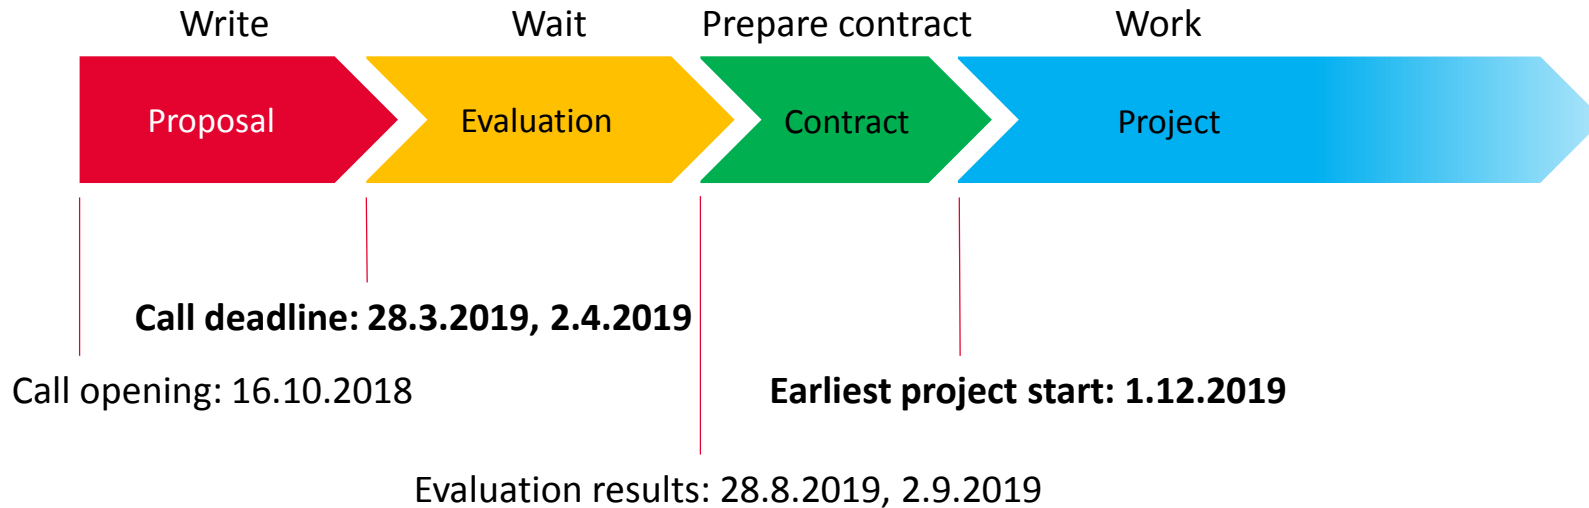 Write
Wait
Prepare contract
Work
Proposal
Evaluation
Contract
Project
Call deadline: 28.3.2019, 2.4.2019
Call opening: 16.10.2018
Earliest project start: 1.12.2019
Evaluation results: 28.8.2019, 2.9.2019